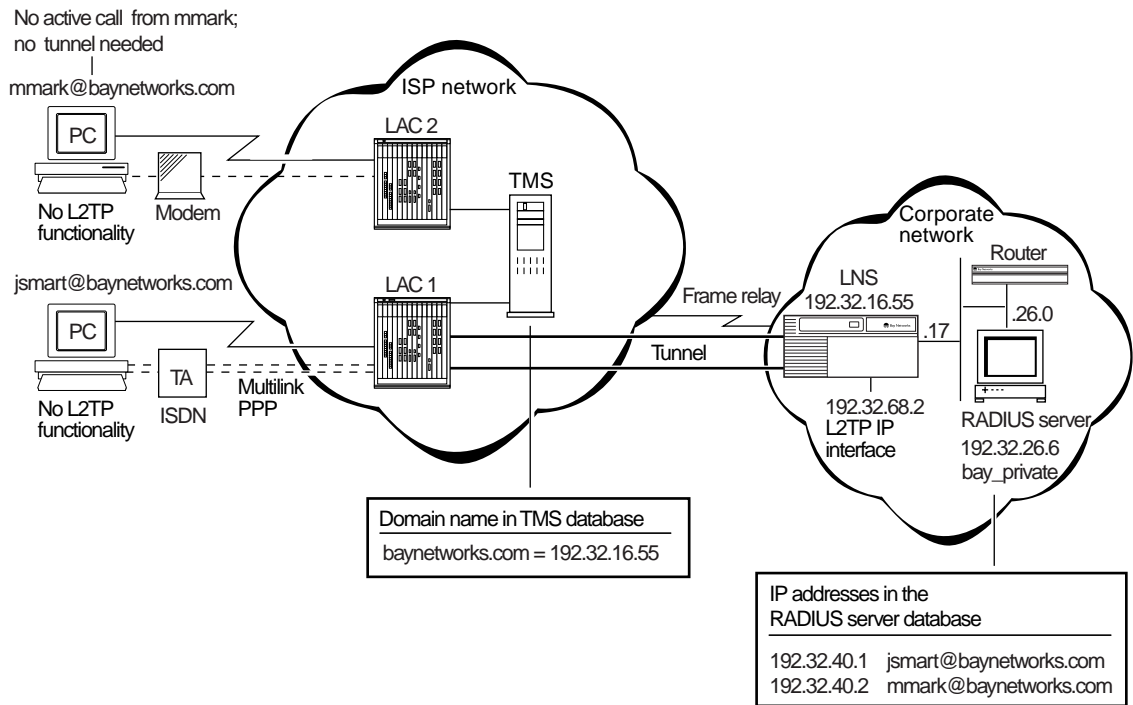 No active call from mmark;
no tunnel needed
mmark@baynetworks.com
PC
No L2TP
functionality
Modem
ISP network
LAC 2
TMS
jsmart@baynetworks.com
PC
No L2TP
functionality
TA
ISDN
Multilink
PPP
LAC 1
Frame relay
Tunnel
Corporate
network
Router
LNS
192.32.16.55
Bay Networks
.17
.26.0
192.32.68.2
L2TP IP
interface
RADIUS server
192.32.26.6
bay_private
Domain name in TMS database
baynetworks.com = 192.32.16.55
IP addresses in the
RADIUS server database
192.32.40.1 jsmart@baynetworks.com
192.32.40.2 mmark@baynetworks.com